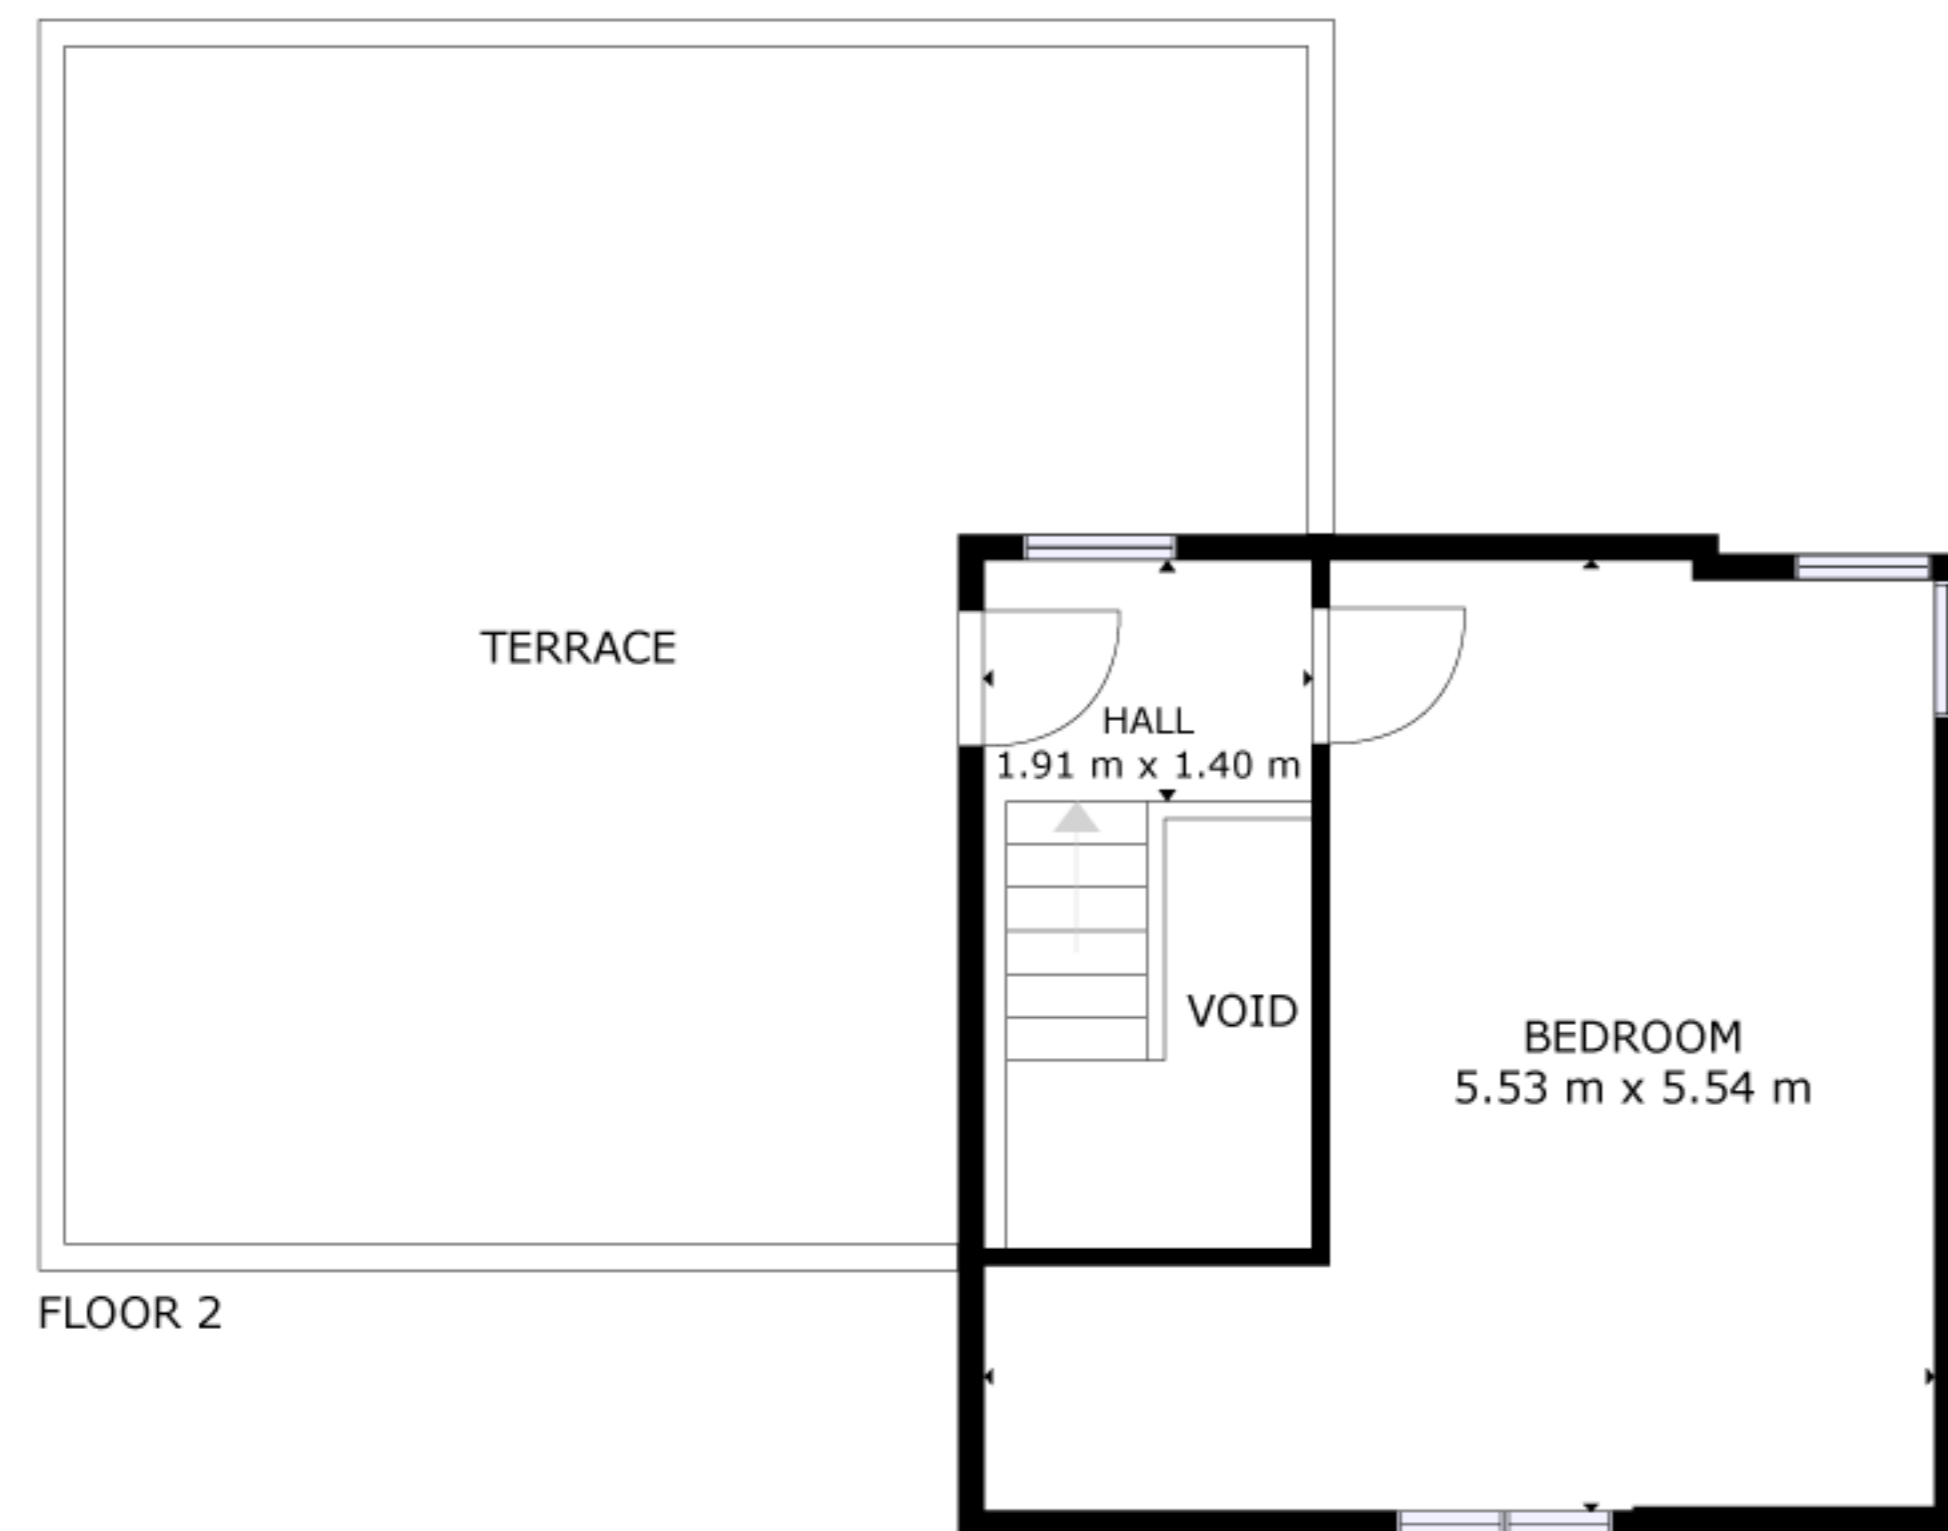 TERRACE
HALL
1.91 m x 1.40 m
VOID
BEDROOM
5.53 m x 5.54 m
FLOOR 2